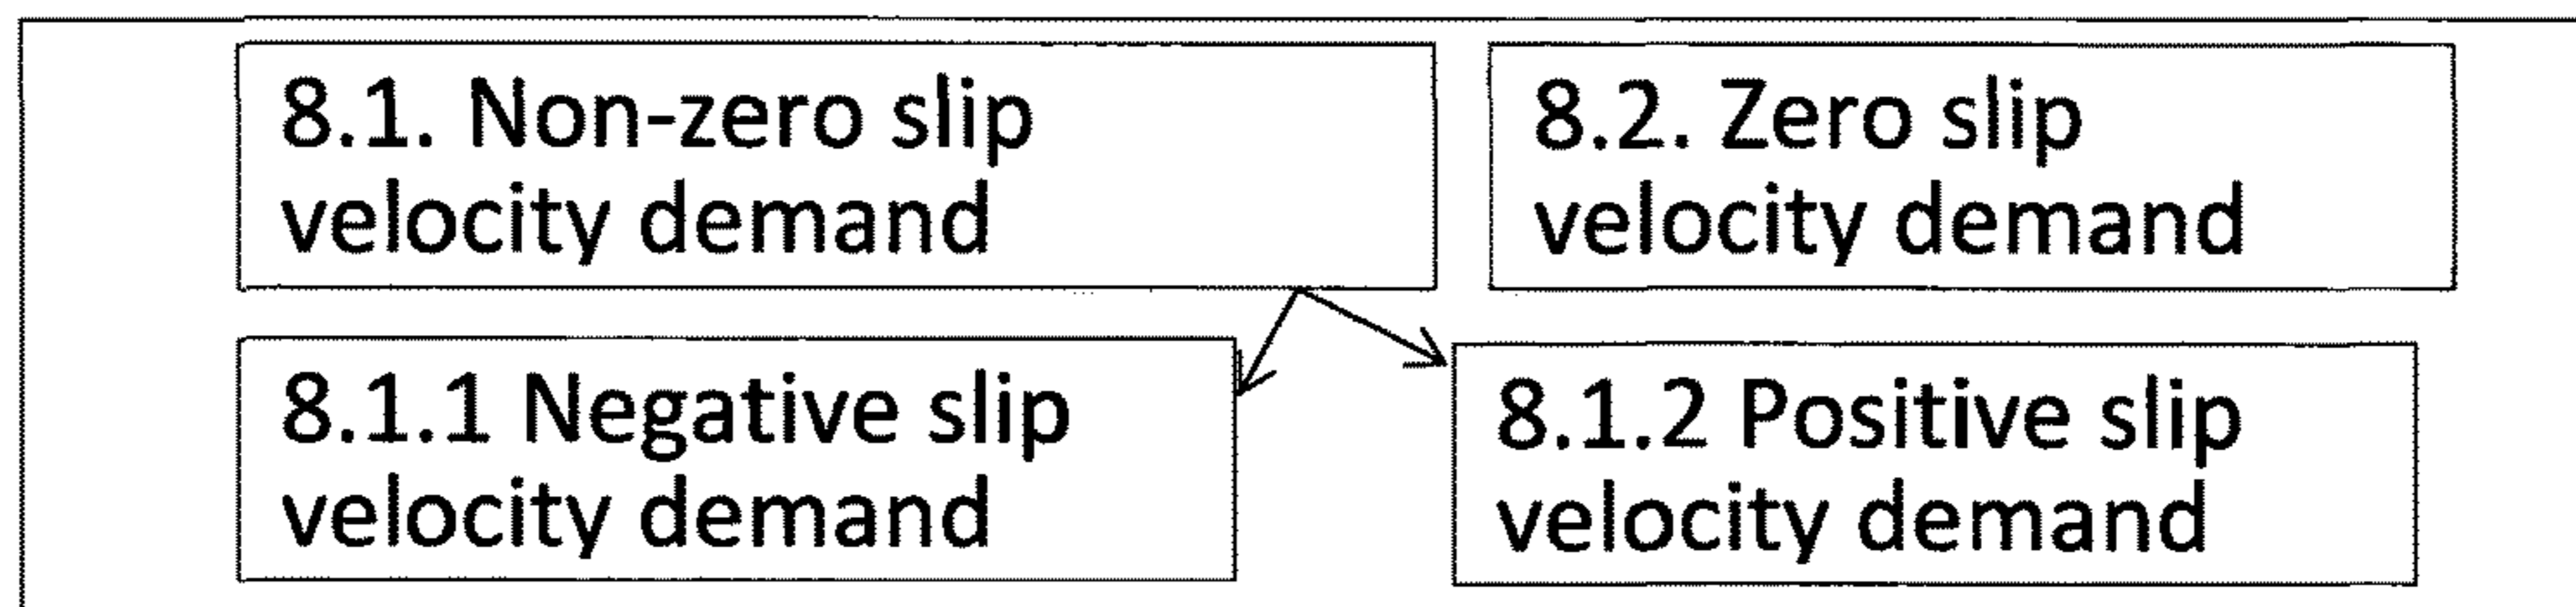 8.1. Non-zero slip
velocity demand
8.2. Zero slip
velocity demand
8.1.1 Negative slip
velocity demand
8.1.2 Positive slip
velocity demand